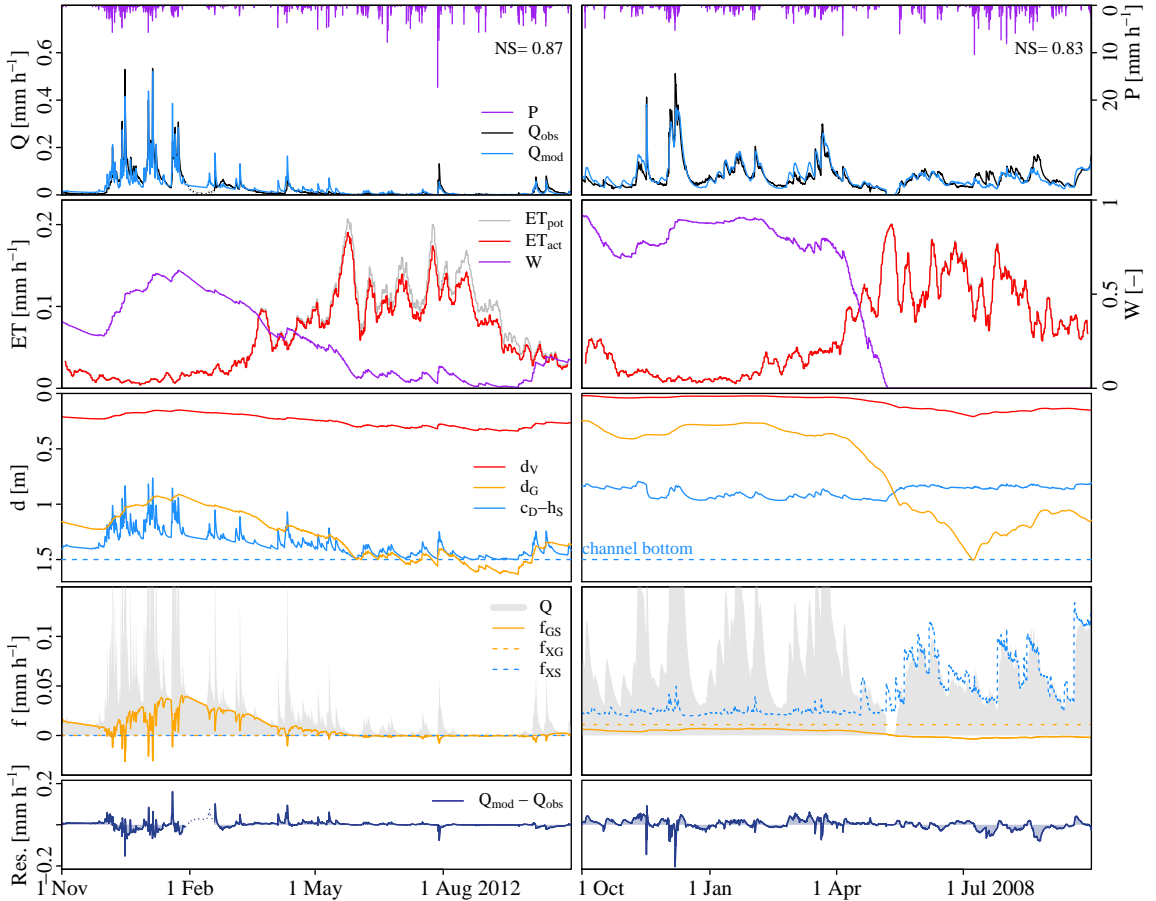 NS= 0.87
NS= 0.83
Q [mm h⁻¹]
0 0.2 0.4 0.6
P
Q_obs
Q_mod
P [mm h⁻¹]
0 10 20
ET [mm h⁻¹]
0.0 0.1 0.2
ET_pot
ET_act
W
W [−]
0 0.5 1
d [m]
0 0.5 1 1.5
d_V
d_G
c_D−h_S
channel bottom
f [mm h⁻¹]
0 0.05 0.1
Q
f_GS
f_XG
f_XS
Res. [mm h⁻¹]
−0.2 0.2
Q_mod − Q_obs
1 Nov 1 Feb 1 May 1 Aug 2012
1 Oct 1 Jan 1 Apr 1 Jul 2008